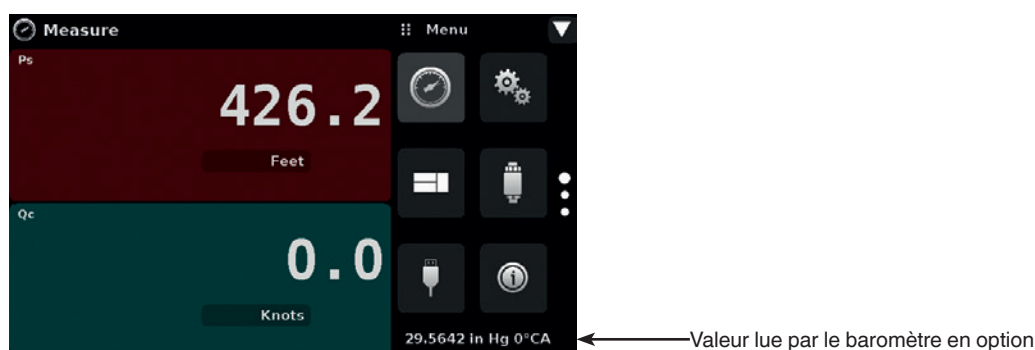 Measure
Menu
Ps
426.2
Feet
Qc
0.0
Knots
29.5642 in Hg 0°CA
Valeur lue par le baromètre en option